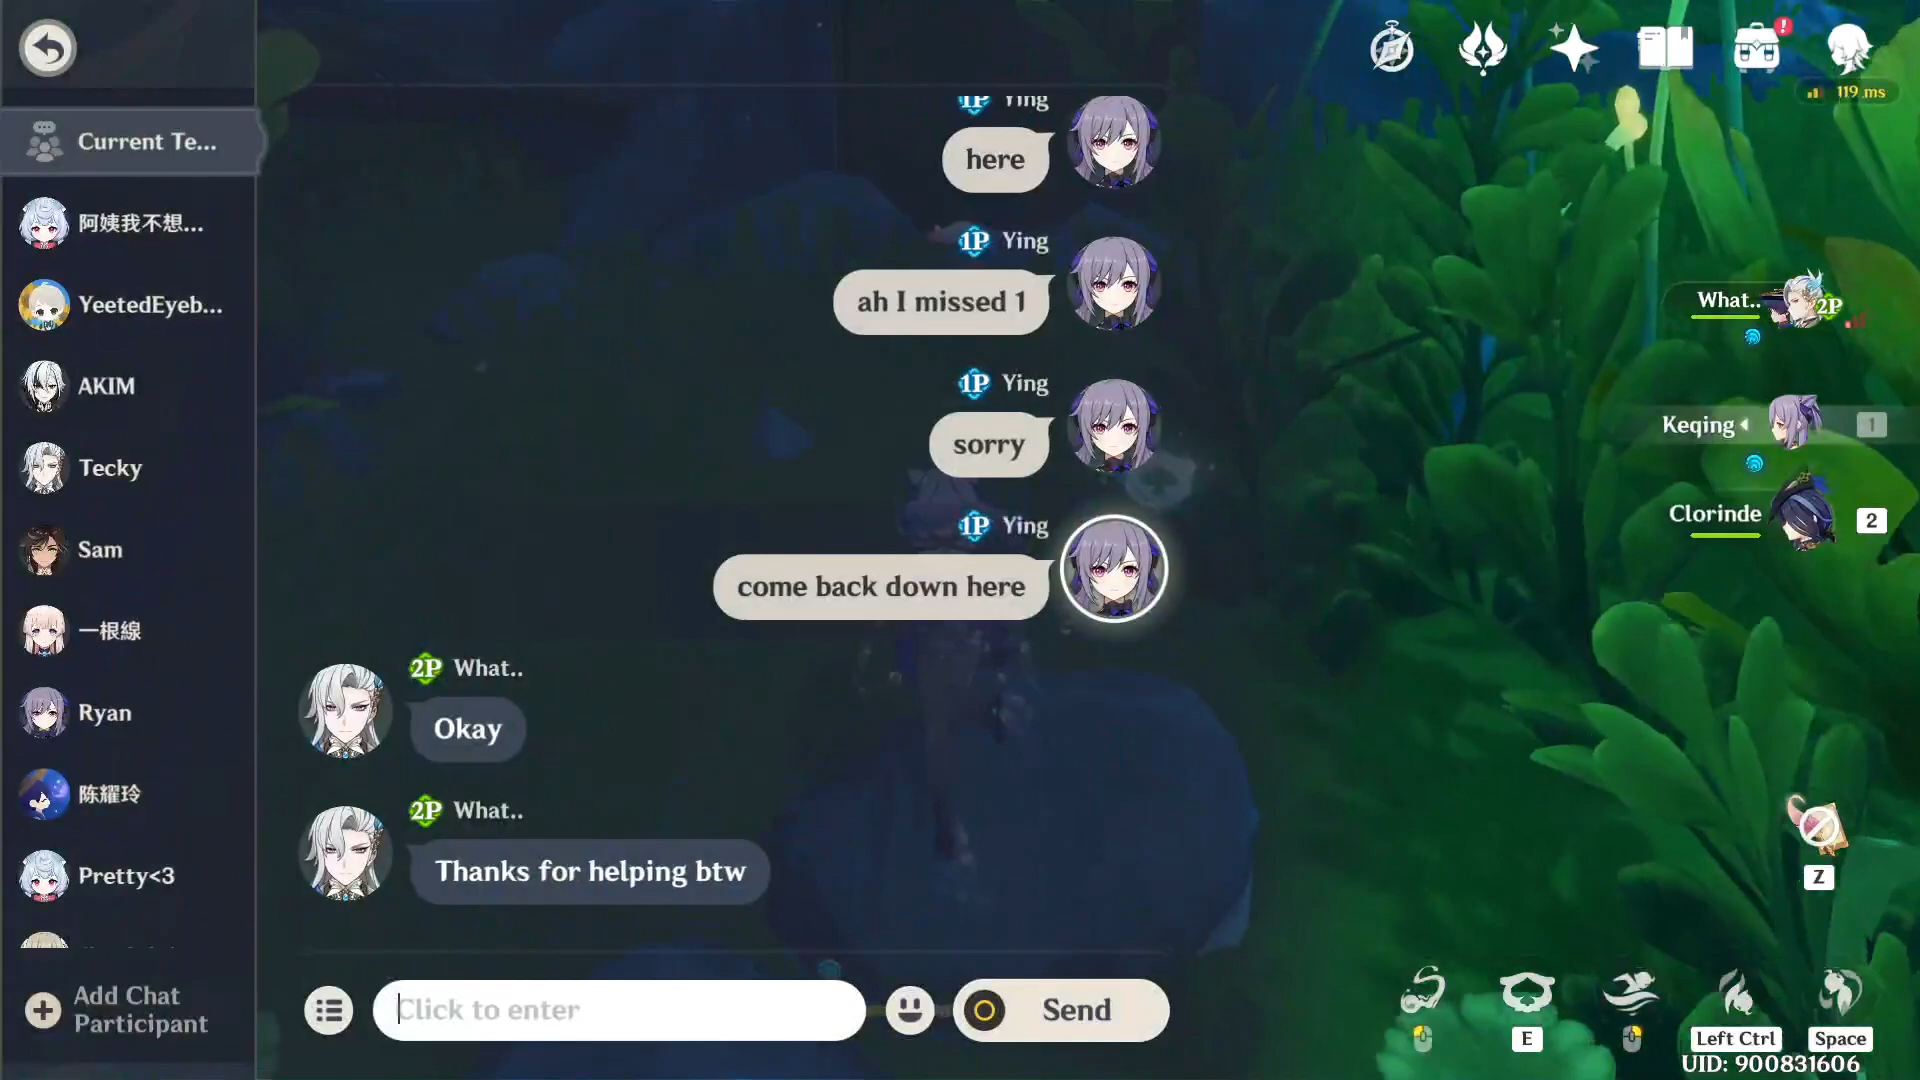 Current Te...
阿姨我不想...
YeetedEyeb...
AKIM
Tecky
Sam
一根線
Ryan
陈耀玲
Pretty<3
Add Chat
Participant
1P Ying
here
1P Ying
ah I missed 1
1P Ying
sorry
1P Ying
come back down here
2P What..
Okay
2P What..
Thanks for helping btw
Click to enter
Send
!
119 ms
What.. 2P
Keqing 1
Clorinde 2
Z
E
Left Ctrl
Space
UID: 900831606